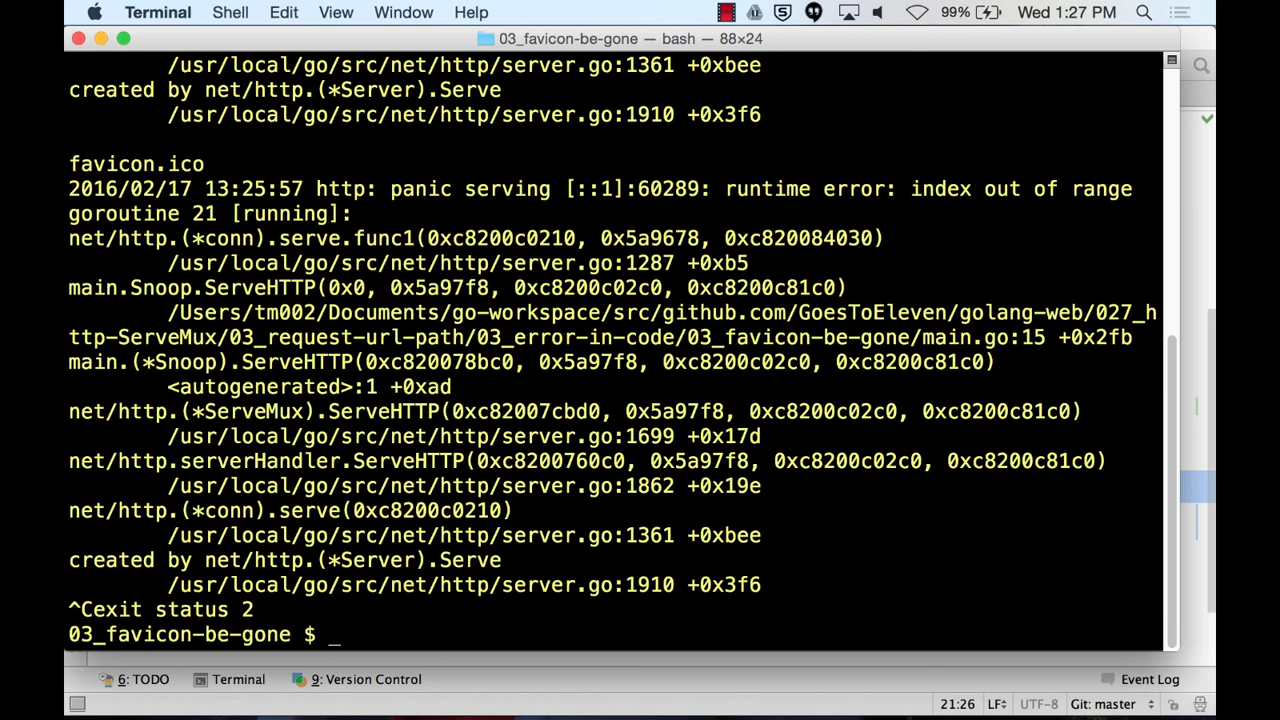 Terminal Shell Edit View Window Help 99% Wed 1:27 PM
03_favicon-be-gone — bash — 88×24
/usr/local/go/src/net/http/server.go:1361 +0xbee
created by net/http.(*Server).Serve
/usr/local/go/src/net/http/server.go:1910 +0x3f6
favicon.ico
2016/02/17 13:25:57 http: panic serving [::1]:60289: runtime error: index out of range
goroutine 21 [running]:
net/http.(*conn).serve.func1(0xc8200c0210, 0x5a9678, 0xc820084030)
/usr/local/go/src/net/http/server.go:1287 +0xb5
main.Snoop.ServeHTTP(0x0, 0x5a97f8, 0xc8200c02c0, 0xc8200c81c0)
/Users/tm002/Documents/go-workspace/src/github.com/GoesToEleven/golang-web/027_h
ttp-ServeMux/03_request-url-path/03_error-in-code/03_favicon-be-gone/main.go:15 +0x2fb
main.(*Snoop).ServeHTTP(0xc820078bc0, 0x5a97f8, 0xc8200c02c0, 0xc8200c81c0)
<autogenerated>:1 +0xad
net/http.(*ServeMux).ServeHTTP(0xc82007cbd0, 0x5a97f8, 0xc8200c02c0, 0xc8200c81c0)
/usr/local/go/src/net/http/server.go:1699 +0x17d
net/http.serverHandler.ServeHTTP(0xc8200760c0, 0x5a97f8, 0xc8200c02c0, 0xc8200c81c0)
/usr/local/go/src/net/http/server.go:1862 +0x19e
net/http.(*conn).serve(0xc8200c0210)
/usr/local/go/src/net/http/server.go:1361 +0xbee
created by net/http.(*Server).Serve
/usr/local/go/src/net/http/server.go:1910 +0x3f6
^Cexit status 2
03_favicon-be-gone $ _
6: TODO Terminal 9: Version Control Event Log
21:26 LF÷ UTF-8 Git: master